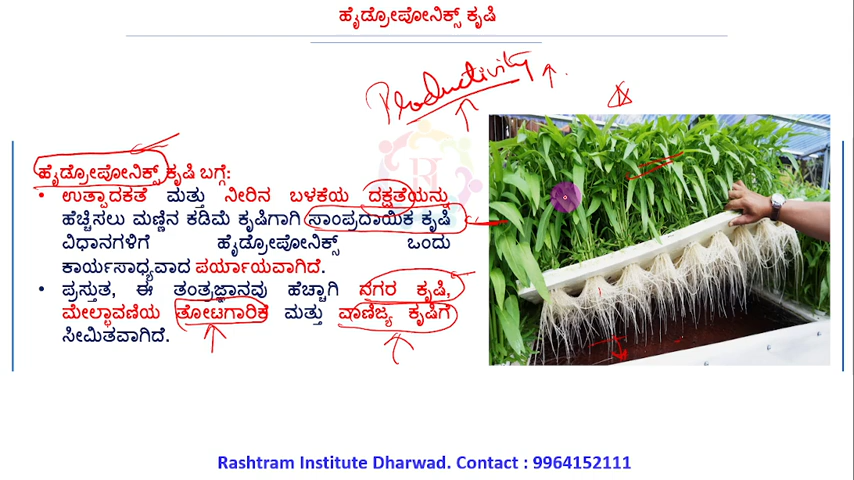 ಹೈಡ್ರೋಪೋನಿಕ್ಸ್ ಕೃಷಿ
Productivity
ಹೈಡ್ರೋಪೋನಿಕ್ಸ್ ಕೃಷಿ ಬಗ್ಗೆ:
• ಉತ್ಪಾದಕತೆ ಮತ್ತು ನೀರಿನ ಬಳಕೆಯ ದಕ್ಷತೆಯನ್ನು
ಹೆಚ್ಚಿಸಲು ಮಣ್ಣಿನ ಕಡಿಮೆ ಕೃಷಿಗಾಗಿ ಸಾಂಪ್ರದಾಯಿಕ ಕೃಷಿ
ವಿಧಾನಗಳಿಗೆ ಹೈಡ್ರೋಪೋನಿಕ್ಸ್ ಒಂದು
ಕಾರ್ಯಸಾಧ್ಯವಾದ ಪರ್ಯಾಯವಾಗಿದೆ.
• ಪ್ರಸ್ತುತ, ಈ ತಂತ್ರಜ್ಞಾನವು ಹೆಚ್ಚಾಗಿ ನಗರ ಕೃಷಿ,
ಮೇಲ್ಛಾವಣಿಯ ತೋಟಗಾರಿಕೆ ಮತ್ತು ವಾಣಿಜ್ಯ ಕೃಷಿಗೆ
ಸೀಮಿತವಾಗಿದೆ.
Rashtram Institute Dharwad. Contact : 9964152111